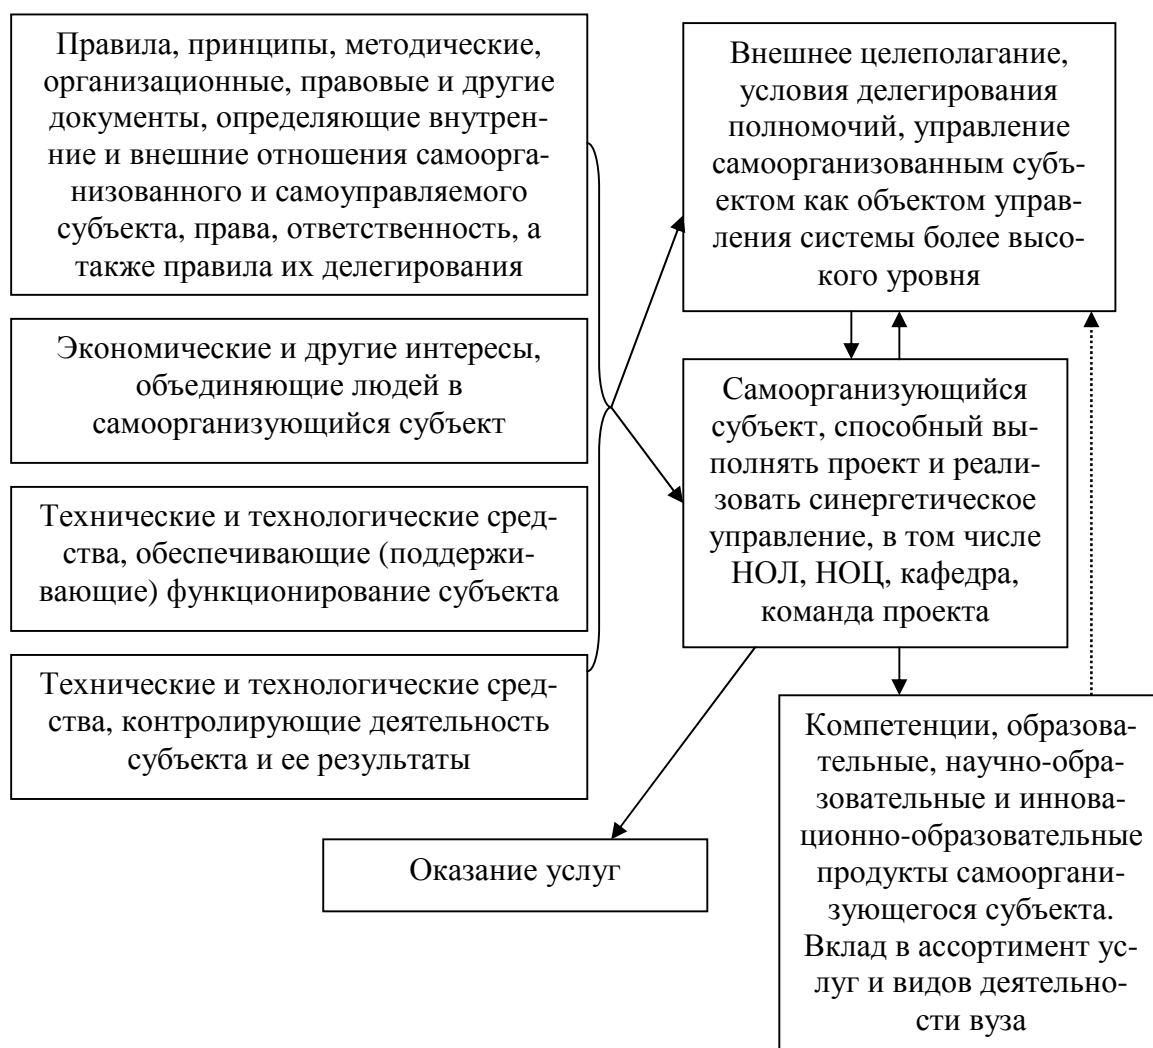 Правила, принципы, методические,
организационные, правовые и другие
документы, определяющие внутрен-
ние и внешние отношения самоорга-
низованного и самоуправляемого
субъекта, права, ответственность, а
также правила их делегирования
Экономические и другие интересы,
объединяющие людей в
самоорганизующийся субъект
Технические и технологические сред-
ства, обеспечивающие (поддержи-
вающие) функционирование субъекта
Технические и технологические сред-
ства, контролирующие деятельность
субъекта и ее результаты
Внешнее целеполагание,
условия делегирования
полномочий, управление
самоорганизованным субъ-
ектом как объектом управ-
ления системы более высо-
кого уровня
Самоорганизующийся
субъект, способный вы-
полнять проект и реали-
зовать синергетическое
управление, в том числе
НОЛ, НОЦ, кафедра,
команда проекта
Оказание услуг
Компетенции, образова-
тельные, научно-обра-
зовательные и иннова-
ционно-образовательные
продукты самооргани-
зующегося субъекта.
Вклад в ассортимент ус-
луг и видов деятельно-
сти вуза